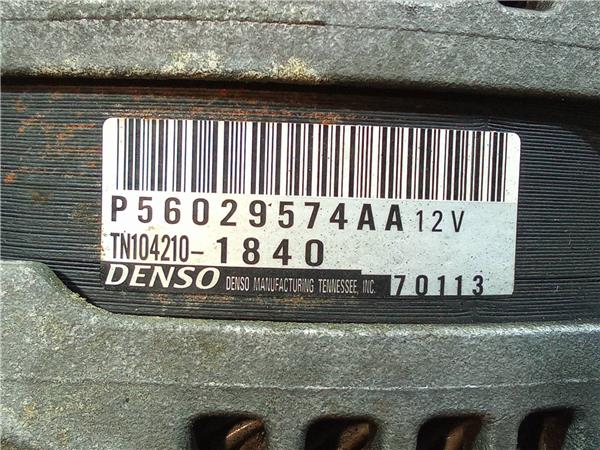 P56029574AA 12V
TN104210-1840
DENSO DENSO MANUFACTURING TENNESSEE, INC. 70113